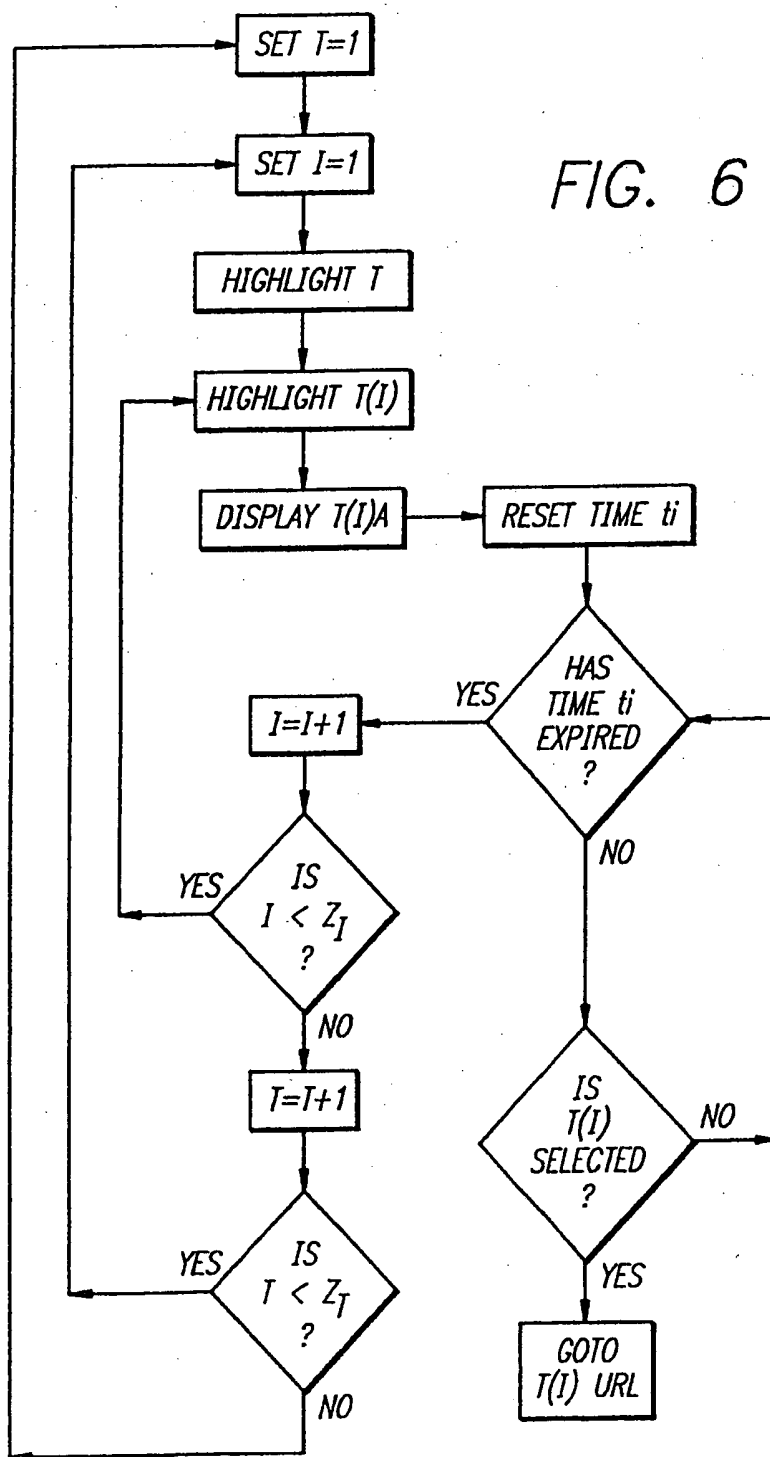 SET T=1
SET I=1
FIG. 6
HIGHLIGHT T
HIGHLIGHT T(I)
DISPLAY T(I)A
RESET TIME ti
HAS
TIME ti
EXPIRED
?
YES
NO
I=I+1
IS
I < Z_I
?
YES
NO
T=T+1
IS
T(I)
SELECTED
?
NO
YES
IS
T < Z_T
?
YES
NO
GOTO
T(I) URL